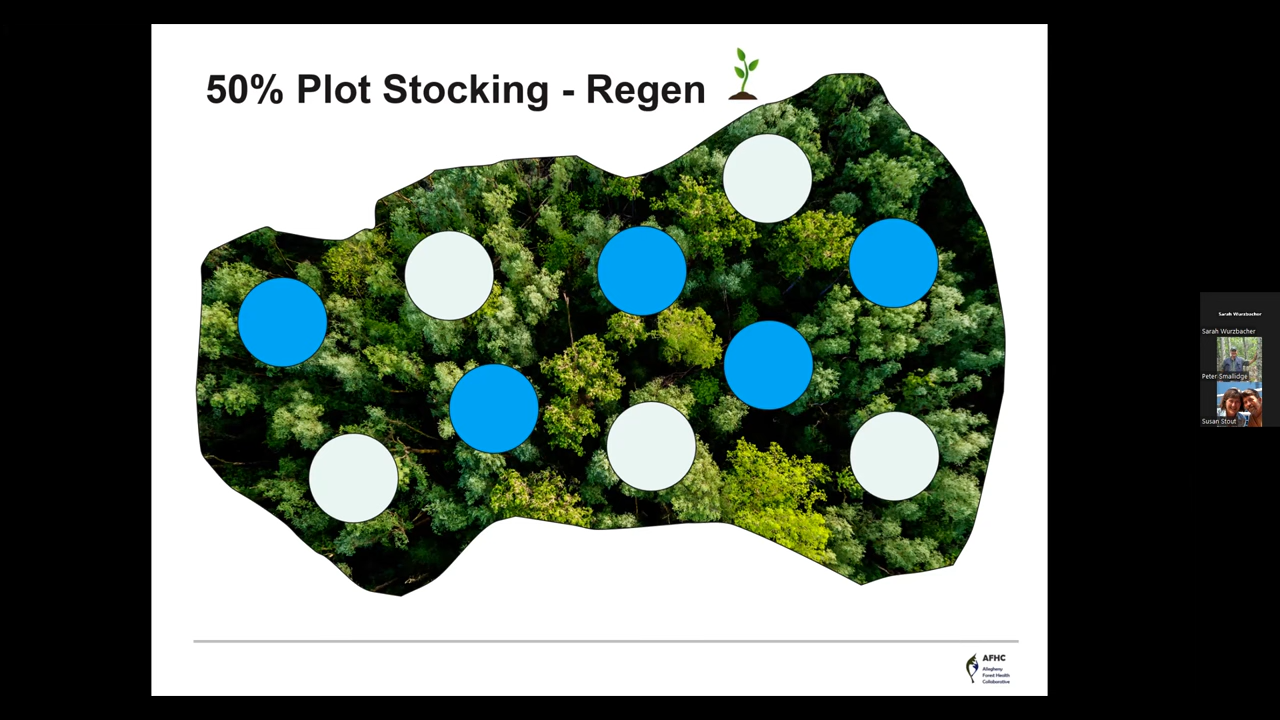 50% Plot Stocking - Regen
Sarah Wurzbacher
Sarah Wurzbacher
Peter Smallidge
Susan Stout
AFHC
Allegheny
Forest Health
Collaborative